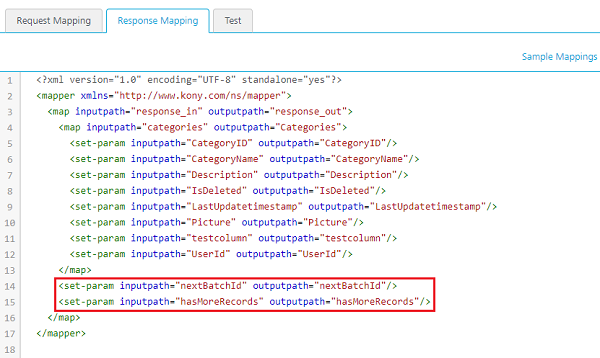 Request Mapping Response Mapping Test
Sample Mappings
1 <?xml version="1.0" encoding="UTF-8" standalone="yes"?>
2 <mapper xmlns="http://www.kony.com/ns/mapper">
3 <map inputpath="response_in" outputpath="response_out">
4 <map inputpath="categories" outputpath="Categories">
5 <set-param inputpath="CategoryID" outputpath="CategoryID"/>
6 <set-param inputpath="CategoryName" outputpath="CategoryName"/>
7 <set-param inputpath="Description" outputpath="Description"/>
8 <set-param inputpath="IsDeleted" outputpath="IsDeleted"/>
9 <set-param inputpath="LastUpdatetimestamp" outputpath="LastUpdatetimestamp"/>
10 <set-param inputpath="Picture" outputpath="Picture"/>
11 <set-param inputpath="testcolumn" outputpath="testcolumn"/>
12 <set-param inputpath="UserId" outputpath="UserId"/>
13 </map>
14 <set-param inputpath="nextBatchId" outputpath="nextBatchId"/>
15 <set-param inputpath="hasMoreRecords" outputpath="hasMoreRecords"/>
16 </map>
17 </mapper>
18